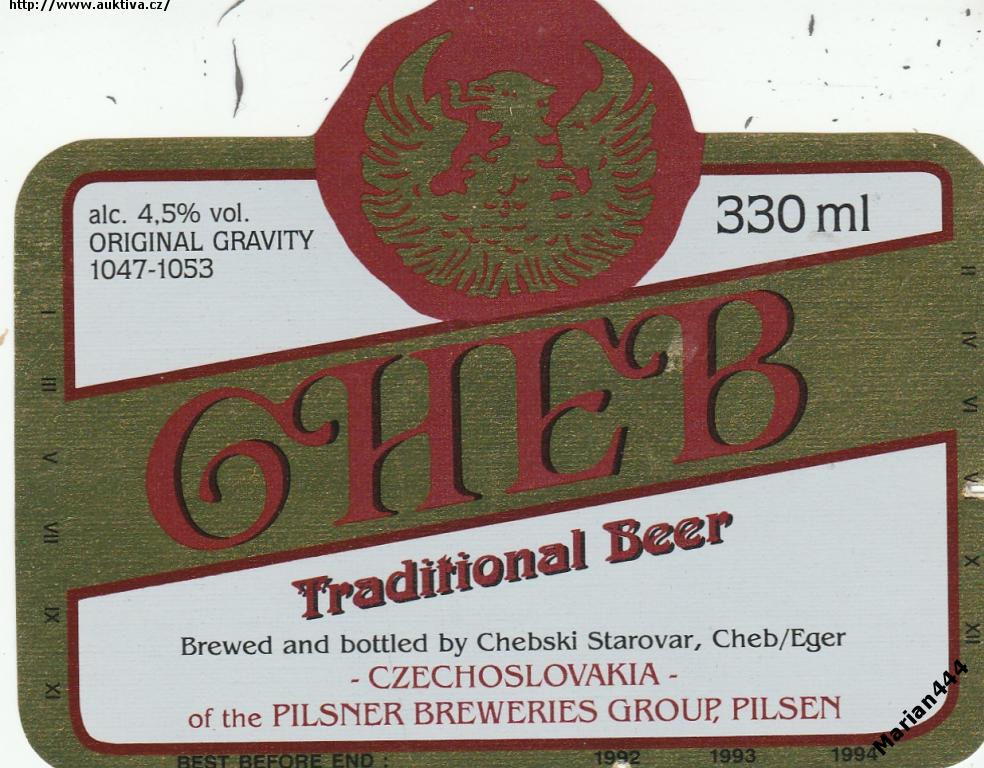 http://www.auktiva.cz/
alc. 4,5% vol.
ORIGINAL GRAVITY
1047-1053
330 ml
CHEB
Traditional Beer
Brewed and bottled by Chebski Starovar, Cheb/Eger
- CZECHOSLOVAKIA -
of the PILSNER BREWERIES GROUP, PILSEN
I
III
V
VII
IX
XI
II
IV
VI
X
XII
BEST BEFORE END : 1992 1993 1994
Marian444